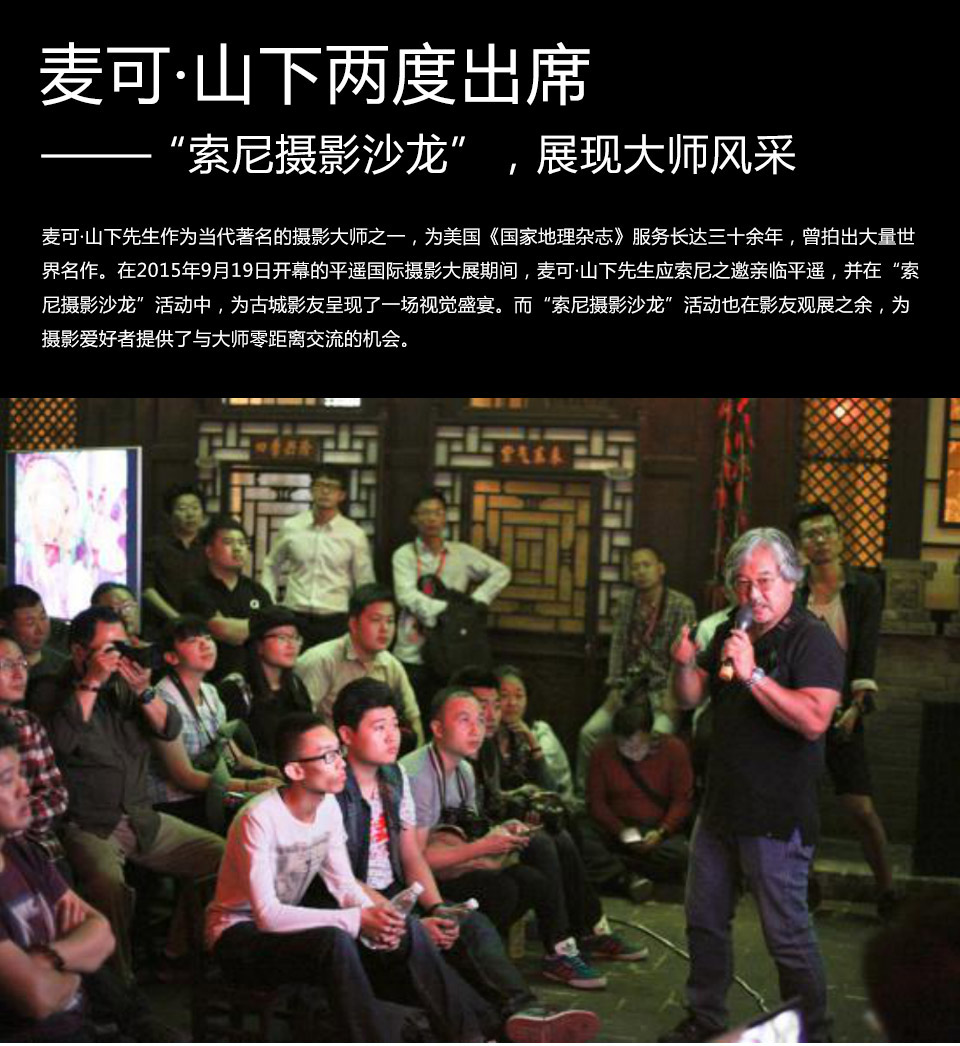 麦可·山下两度出席
——“索尼摄影沙龙”，展现大师风采
麦可·山下先生作为当代著名的摄影大师之一，为美国《国家地理杂志》服务长达三十余年，曾拍出大量世
界名作。在2015年9月19日开幕的平遥国际摄影大展期间，麦可·山下先生应索尼之邀亲临平遥，并在“索
尼摄影沙龙”活动中，为古城影友呈现了一场视觉盛宴。而“索尼摄影沙龙”活动也在影友观展之余，为
摄影爱好者提供了与大师零距离交流的机会。